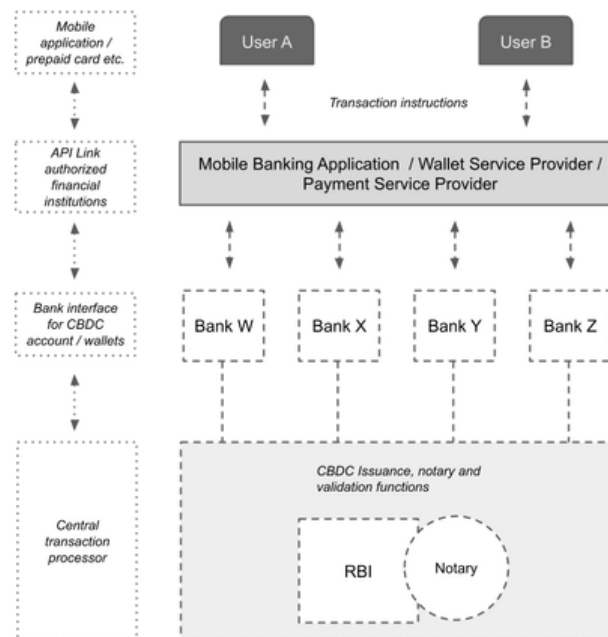 Mobile
application /
prepaid card etc.
User A
User B
Transaction instructions
API Link
authorized
financial
institutions
Mobile Banking Application / Wallet Service Provider /
Payment Service Provider
Bank interface
for CBDC
account / wallets
Bank W
Bank X
Bank Y
Bank Z
Central
transaction
processor
CBDC Issuance, notary and
validation functions
RBI
Notary